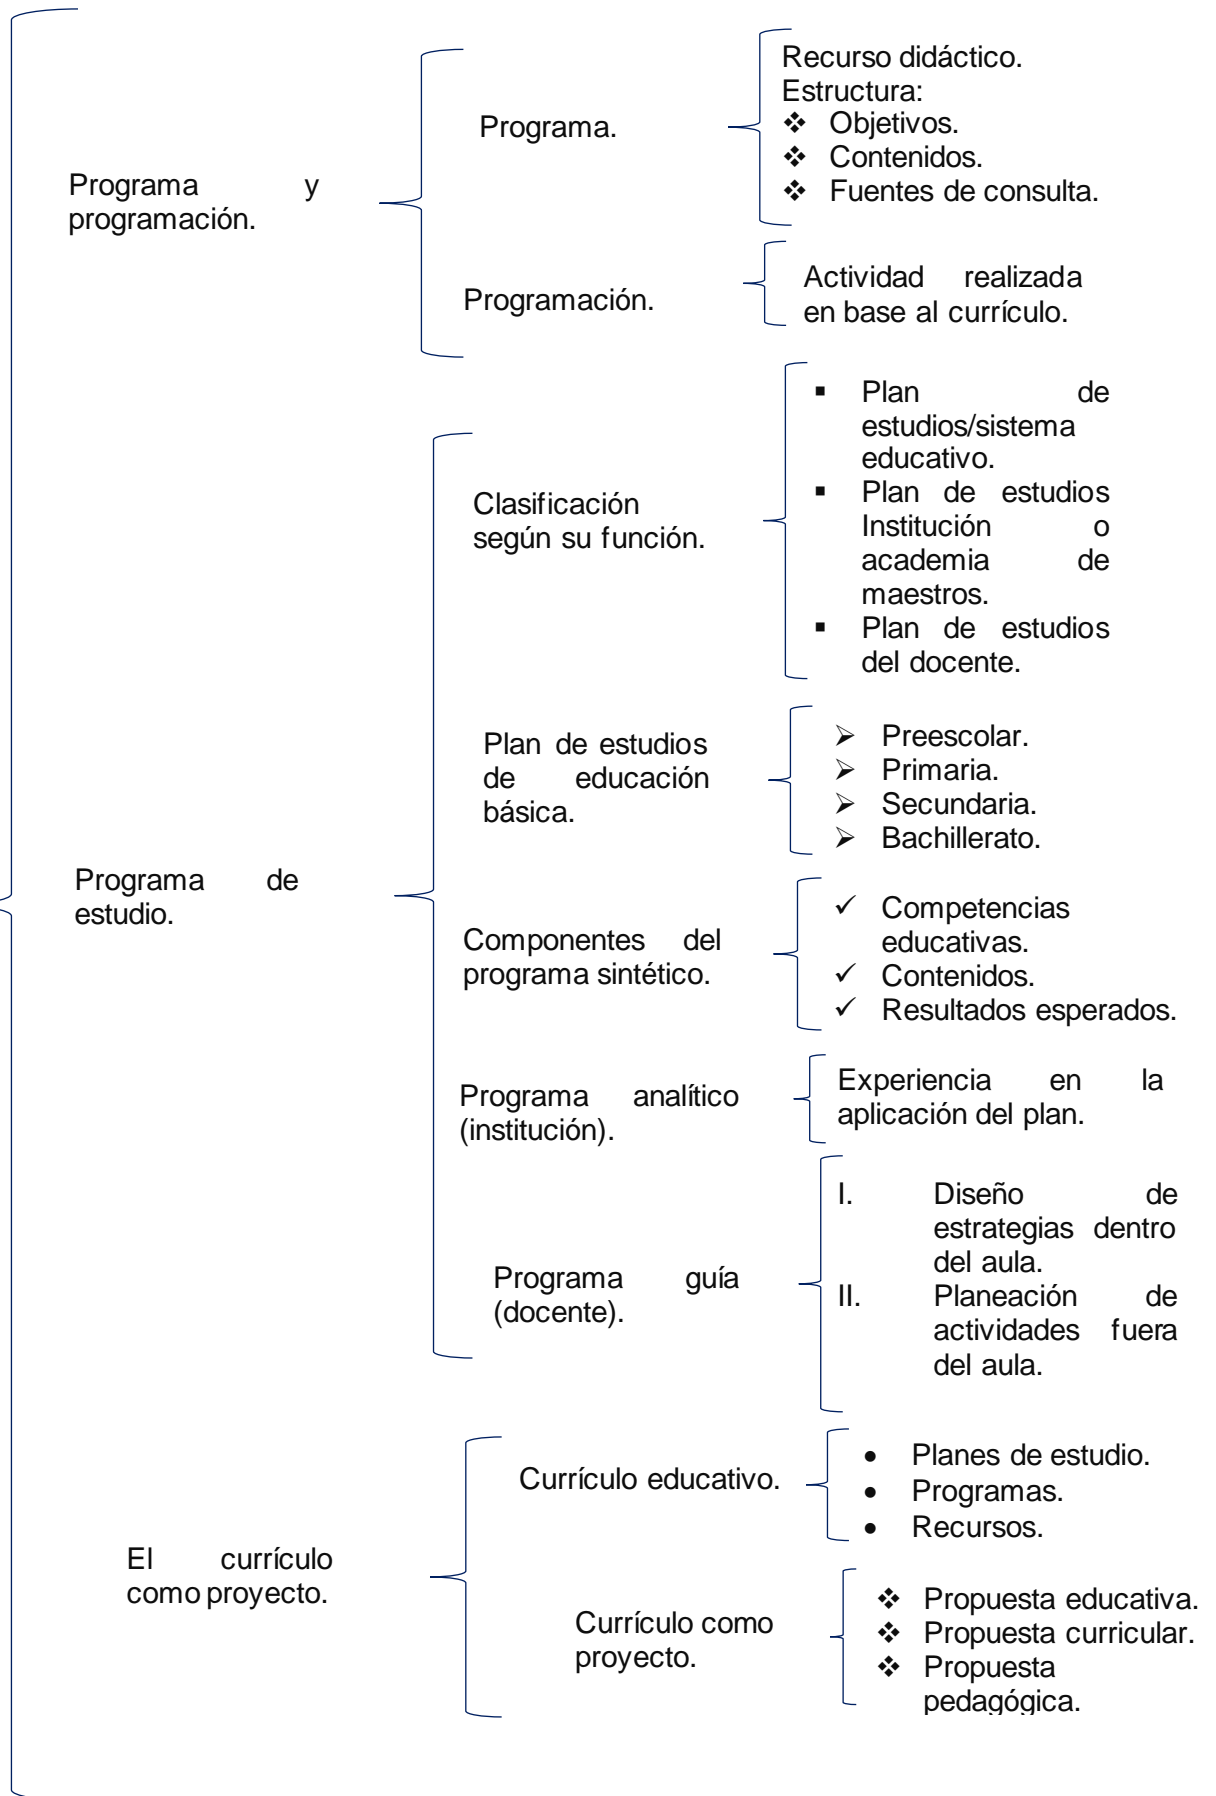 Programa y
programación.
Programa.
Recurso didáctico.
Estructura:
❖ Objetivos.
❖ Contenidos.
❖ Fuentes de consulta.
Programación.
Actividad realizada
en base al currículo.
Programa de
estudio.
Clasificación
según su función.
▪ Plan de
estudios/sistema
educativo.
▪ Plan de estudios
Institución o
academia de
maestros.
▪ Plan de estudios
del docente.
Plan de estudios
de educación
básica.
➢ Preescolar.
➢ Primaria.
➢ Secundaria.
➢ Bachillerato.
Componentes del
programa sintético.
✓ Competencias
educativas.
✓ Contenidos.
✓ Resultados esperados.
Programa analítico
(institución).
Experiencia en la
aplicación del plan.
Programa guía
(docente).
I. Diseño de
estrategias dentro
del aula.
II. Planeación de
actividades fuera
del aula.
El currículo
como proyecto.
Currículo educativo.
• Planes de estudio.
• Programas.
• Recursos.
Currículo como
proyecto.
❖ Propuesta educativa.
❖ Propuesta curricular.
❖ Propuesta
pedagógica.